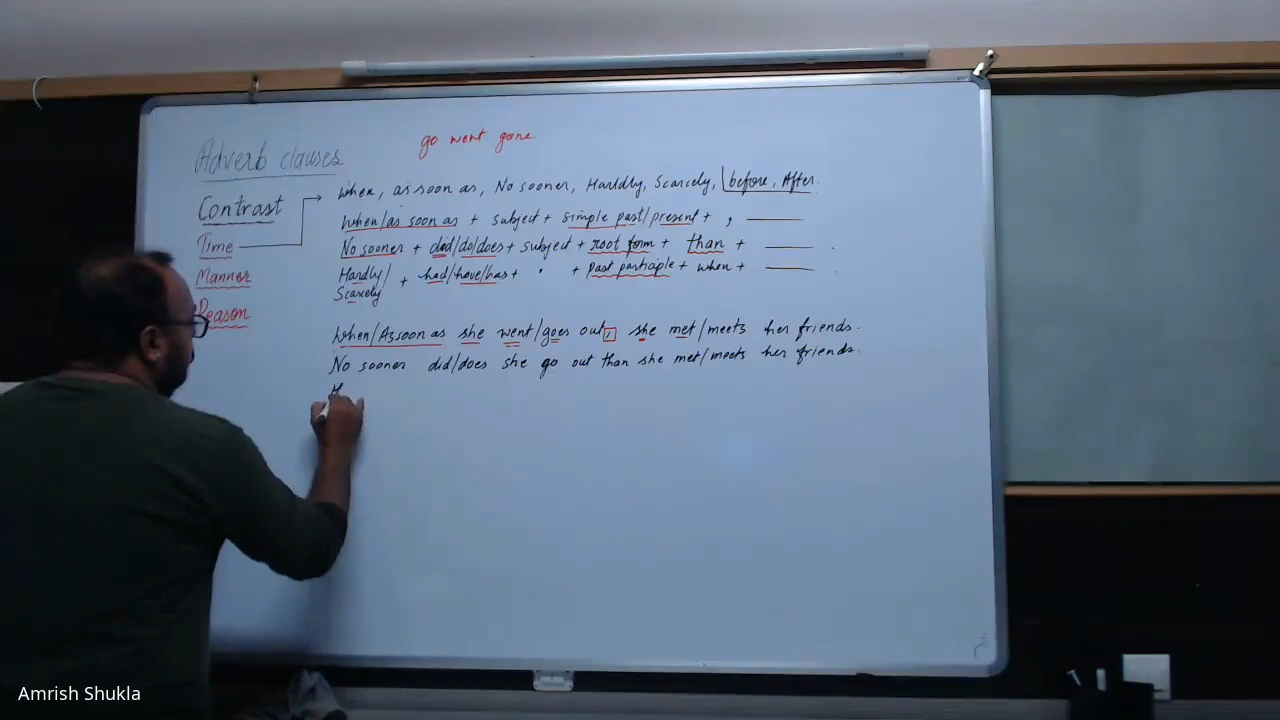 go went gone.
Adverb clauses
Contrast
Time
Manner
Reason
When, as soon as, No sooner, Harldly, Scarcely, before, After.
When/as soon as + subject + simple past/present + ,
No sooner + did/do/does + subject + root form + than +
Hardly/ + had/have/has + " + Past participle + when +
Scarcely
When/As soon as she went/goes out, she met/meets her friends.
No sooner did/does she go out than she met/meets her friends.
H
Amrish Shukla